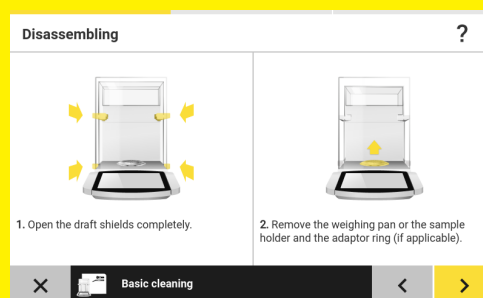 Disassembling
?
1. Open the draft shields completely.
2. Remove the weighing pan or the sample
holder and the adaptor ring (if applicable).
Basic cleaning